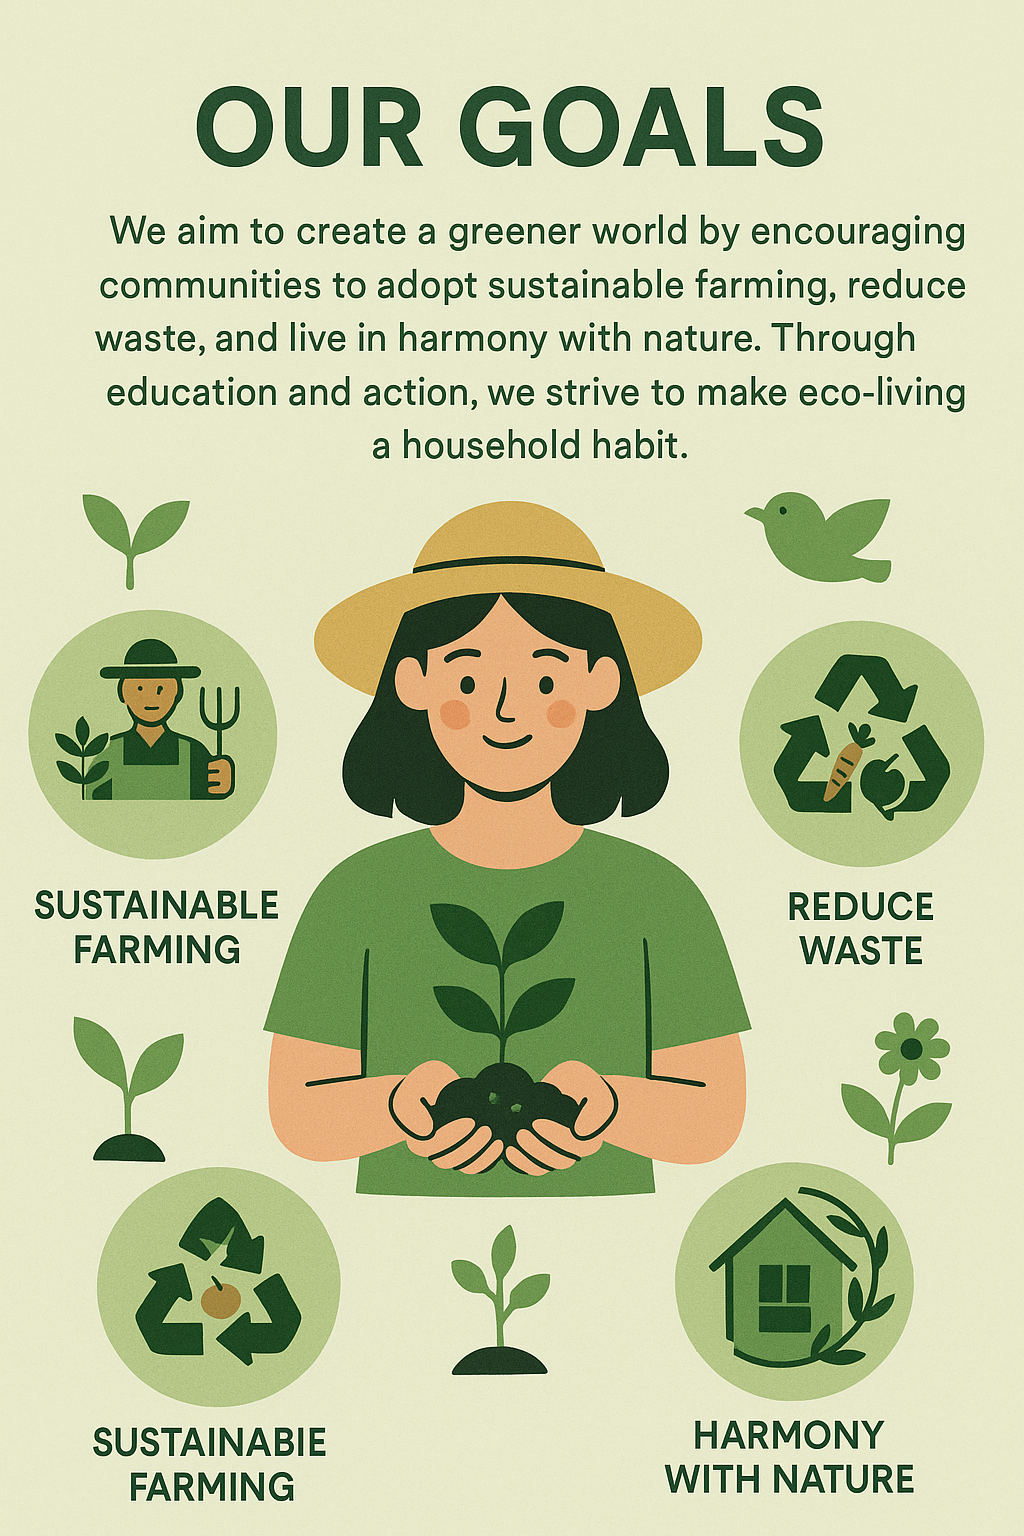 OUR GOALS
We aim to create a greener world by encouraging
communities to adopt sustainable farming, reduce
waste, and live in harmony with nature. Through
education and action, we strive to make eco-living
a household habit.
SUSTAINABLE
FARMING
REDUCE
WASTE
SUSTAINABIE
FARMING
HARMONY
WITH NATURE